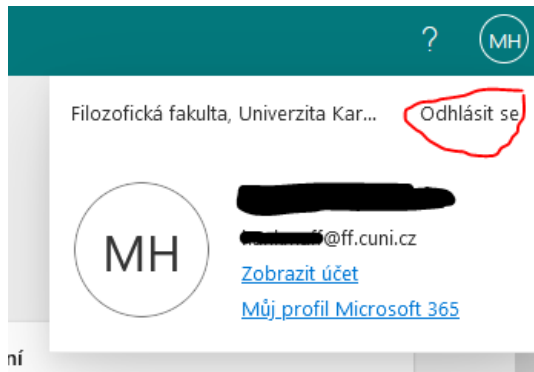 ? MH
Filozofická fakulta, Univerzita Kar... Odhlásit se
MH
@ff.cuni.cz
Zobrazit účet
Můj profil Microsoft 365
ní